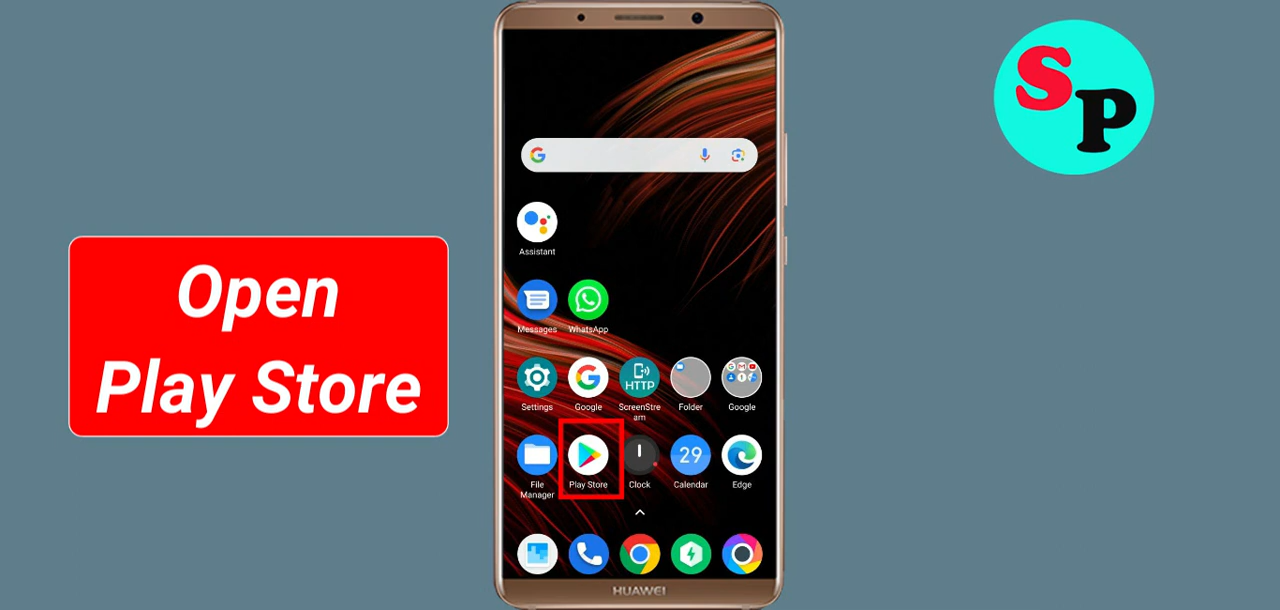 Open
Play Store
S
P
Assistant
Messages WhatsApp
Settings Google ScreenStre
am Folder Google
HTTP
File
Manager Play Store Clock 29 Calendar Edge
HUAWEI